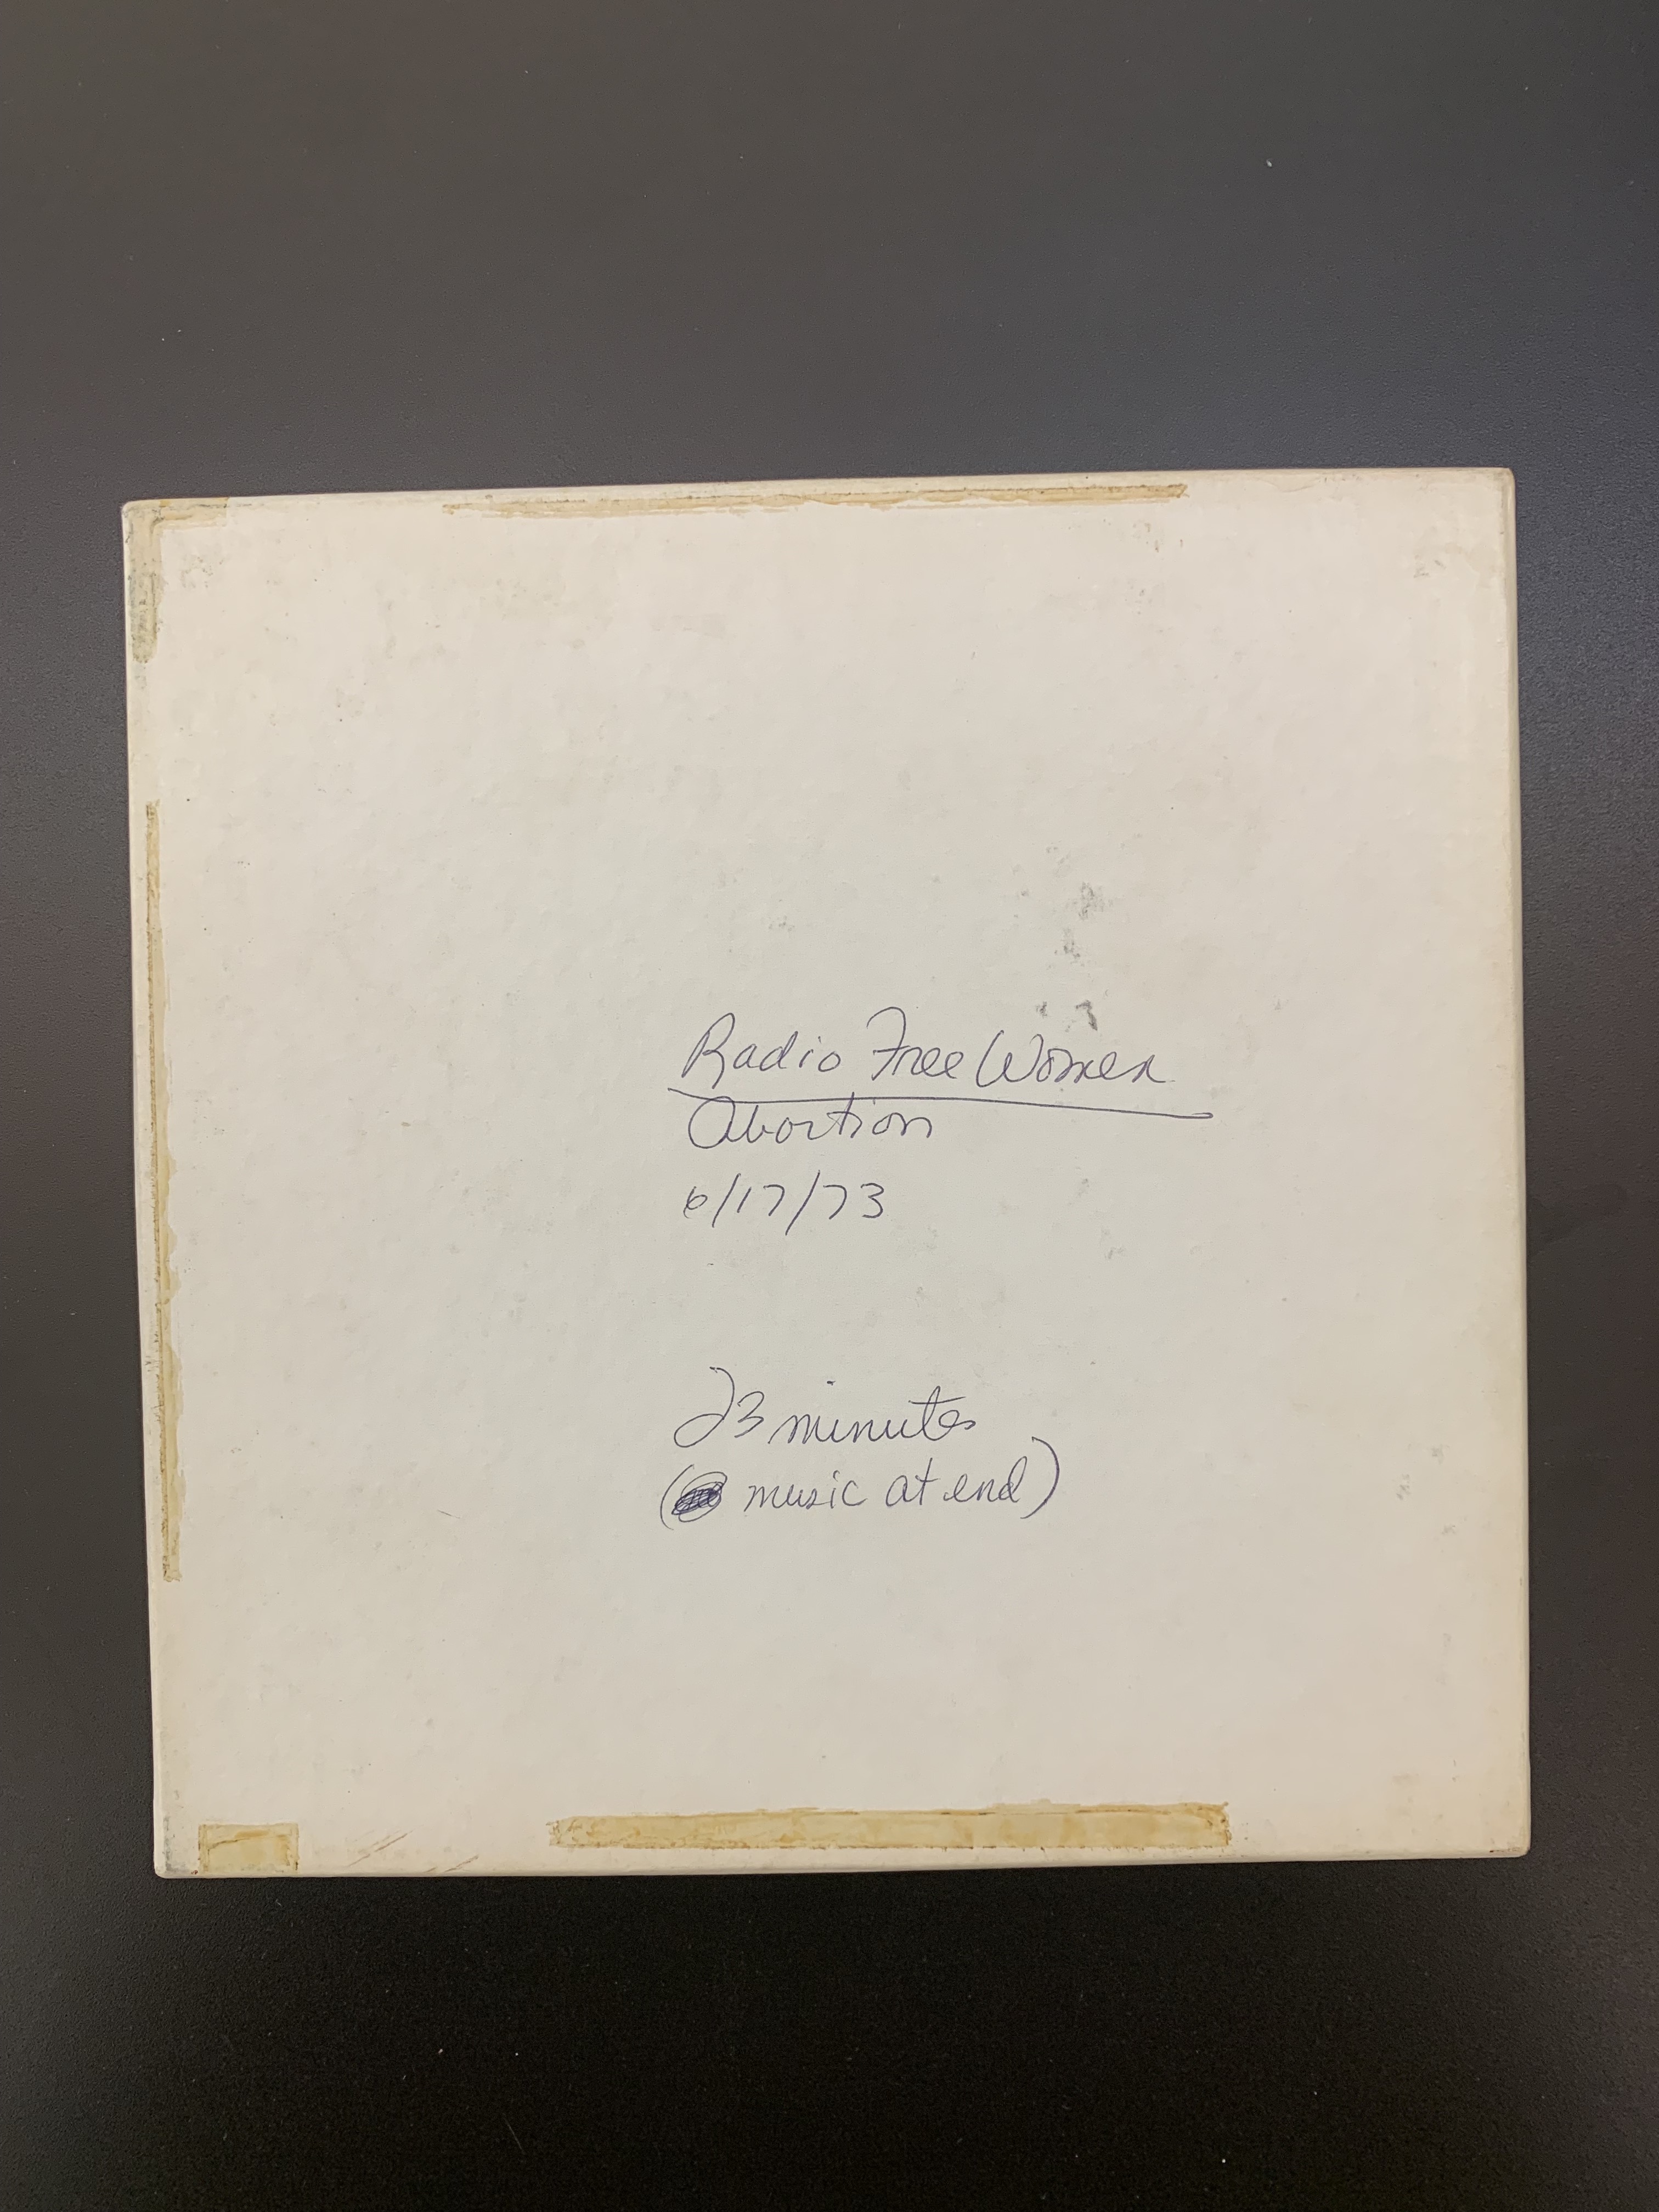 Radio Free Women
Abortion
6/17/73
23 minutes
( music at end)